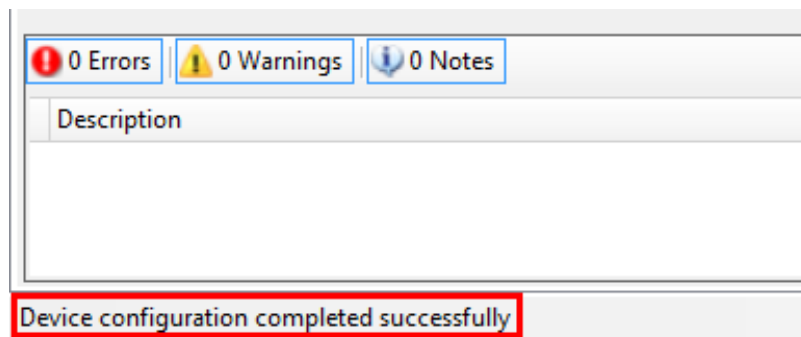 0 Errors 0 Warnings 0 Notes
Description
Device configuration completed successfully